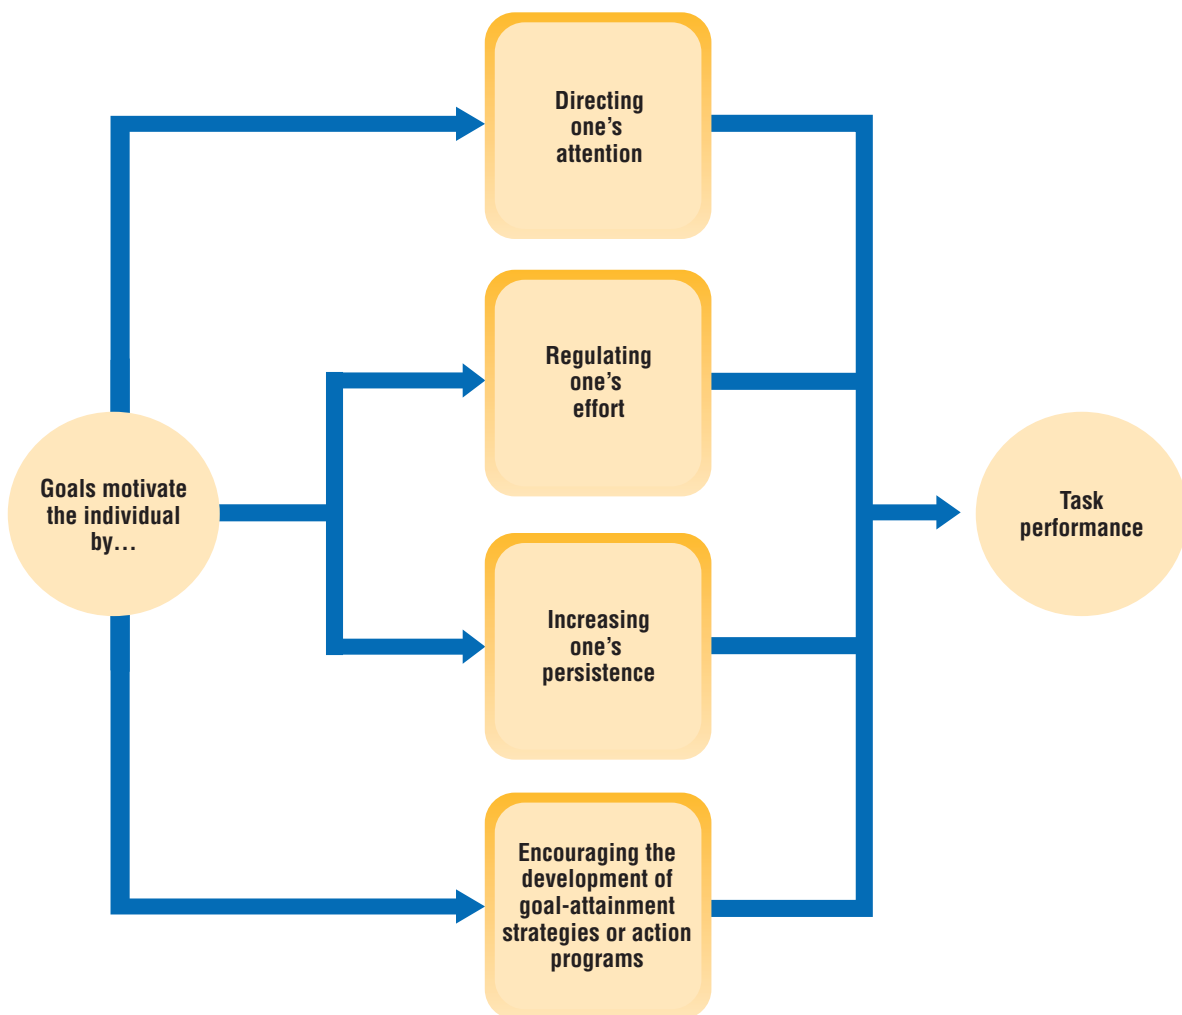 Directing
one’s
attention
Regulating
one’s
effort
Goals motivate
the individual
by…
Task
performance
Increasing
one’s
persistence
Encouraging the
development of
goal-attainment
strategies or action
programs